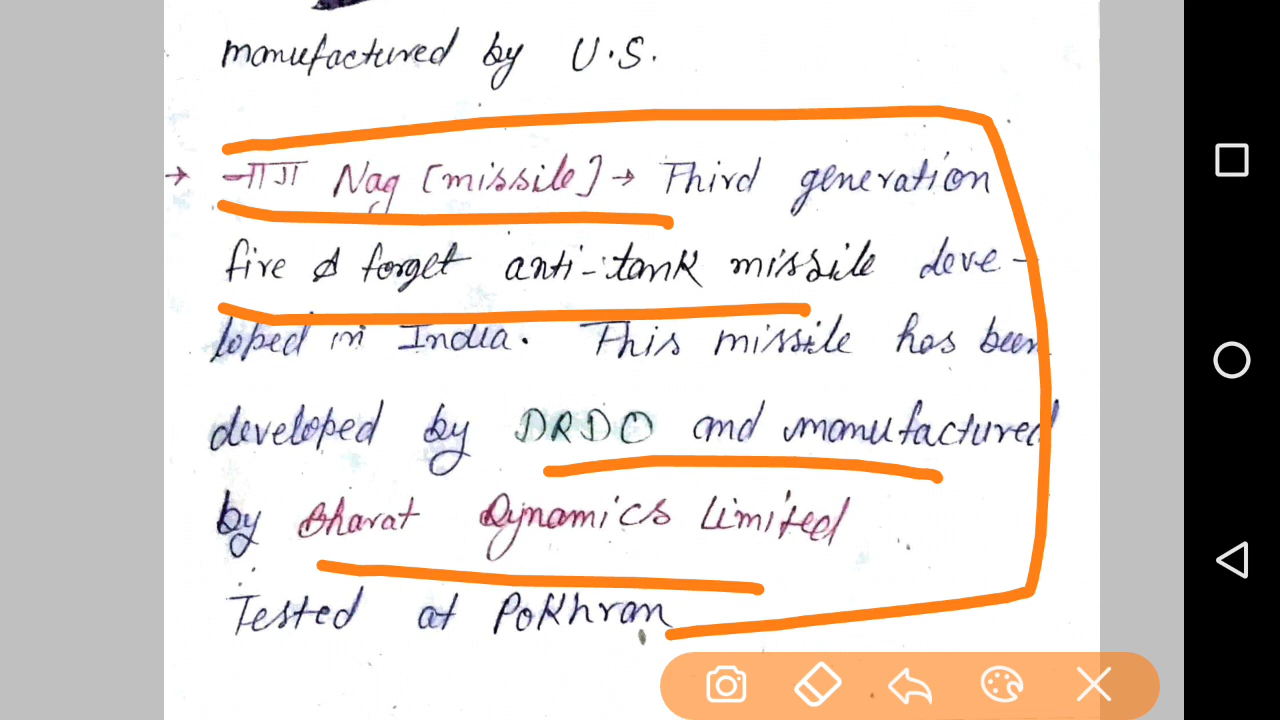 manufactured by U.S.
→ नाग Nag [missile] → Third generation
fire & forget anti-tank missile deve-
loped in India. This missile has been
developed by DRDO and manufactured
by Bharat Dynamics Limited
Tested at Pokhran